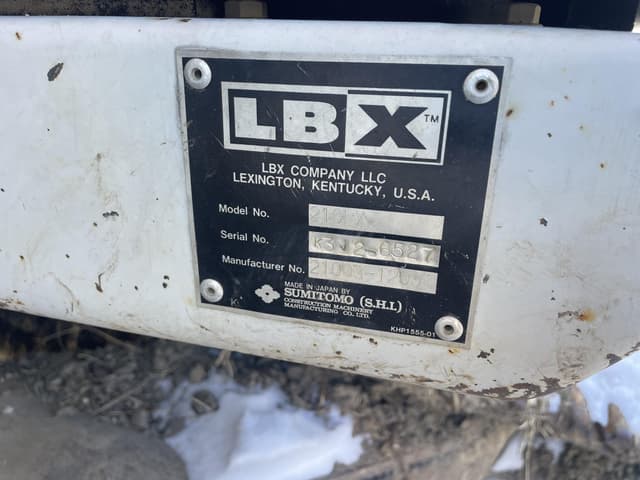 LBX™
LBX COMPANY LLC
LEXINGTON, KENTUCKY, U.S.A.
Model No.
Serial No. K3J2-6527
Manufacturer No.
MADE IN JAPAN BY
SUMITOMO (S.H.I.)
CONSTRUCTION MACHINERY
MANUFACTURING CO., LTD.
KHP1555-01